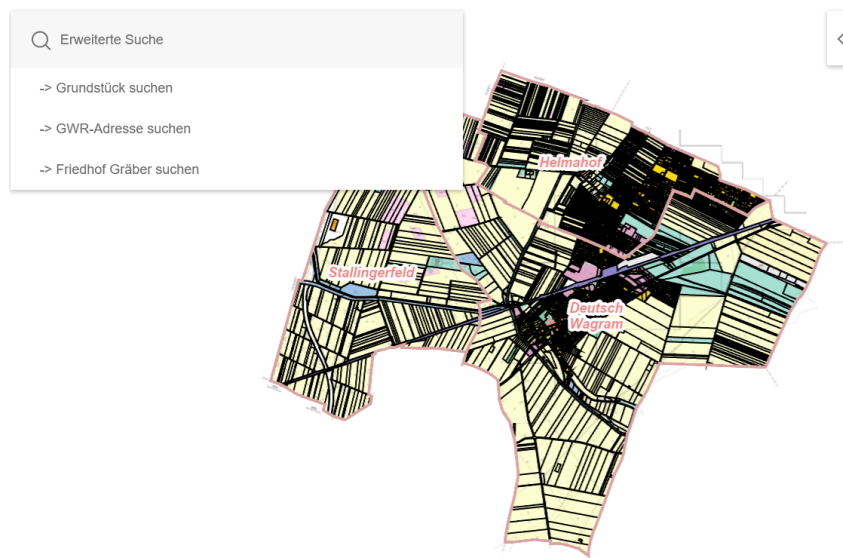 Erweiterte Suche
-> Grundstück suchen
-> GWR-Adresse suchen
-> Friedhof Gräber suchen
Helmahof
Stallingerfeld
Deutsch
Wagram